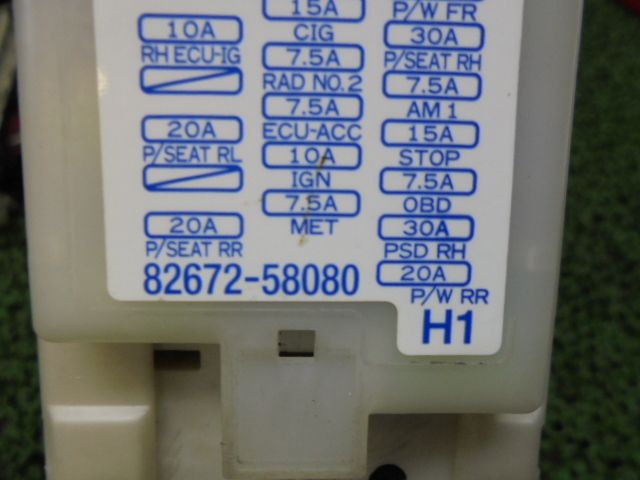 10A
RH ECU-IG
20A
P/SEAT RL
20A
P/SEAT RR
15A
CIG
7.5A
RAD NO.2
7.5A
ECU-ACC
10A
IGN
7.5A
MET
P/W FR
30A
P/SEAT RH
7.5A
AM1
15A
STOP
7.5A
OBD
30A
PSD RH
20A
P/W RR
82672-58080
H1